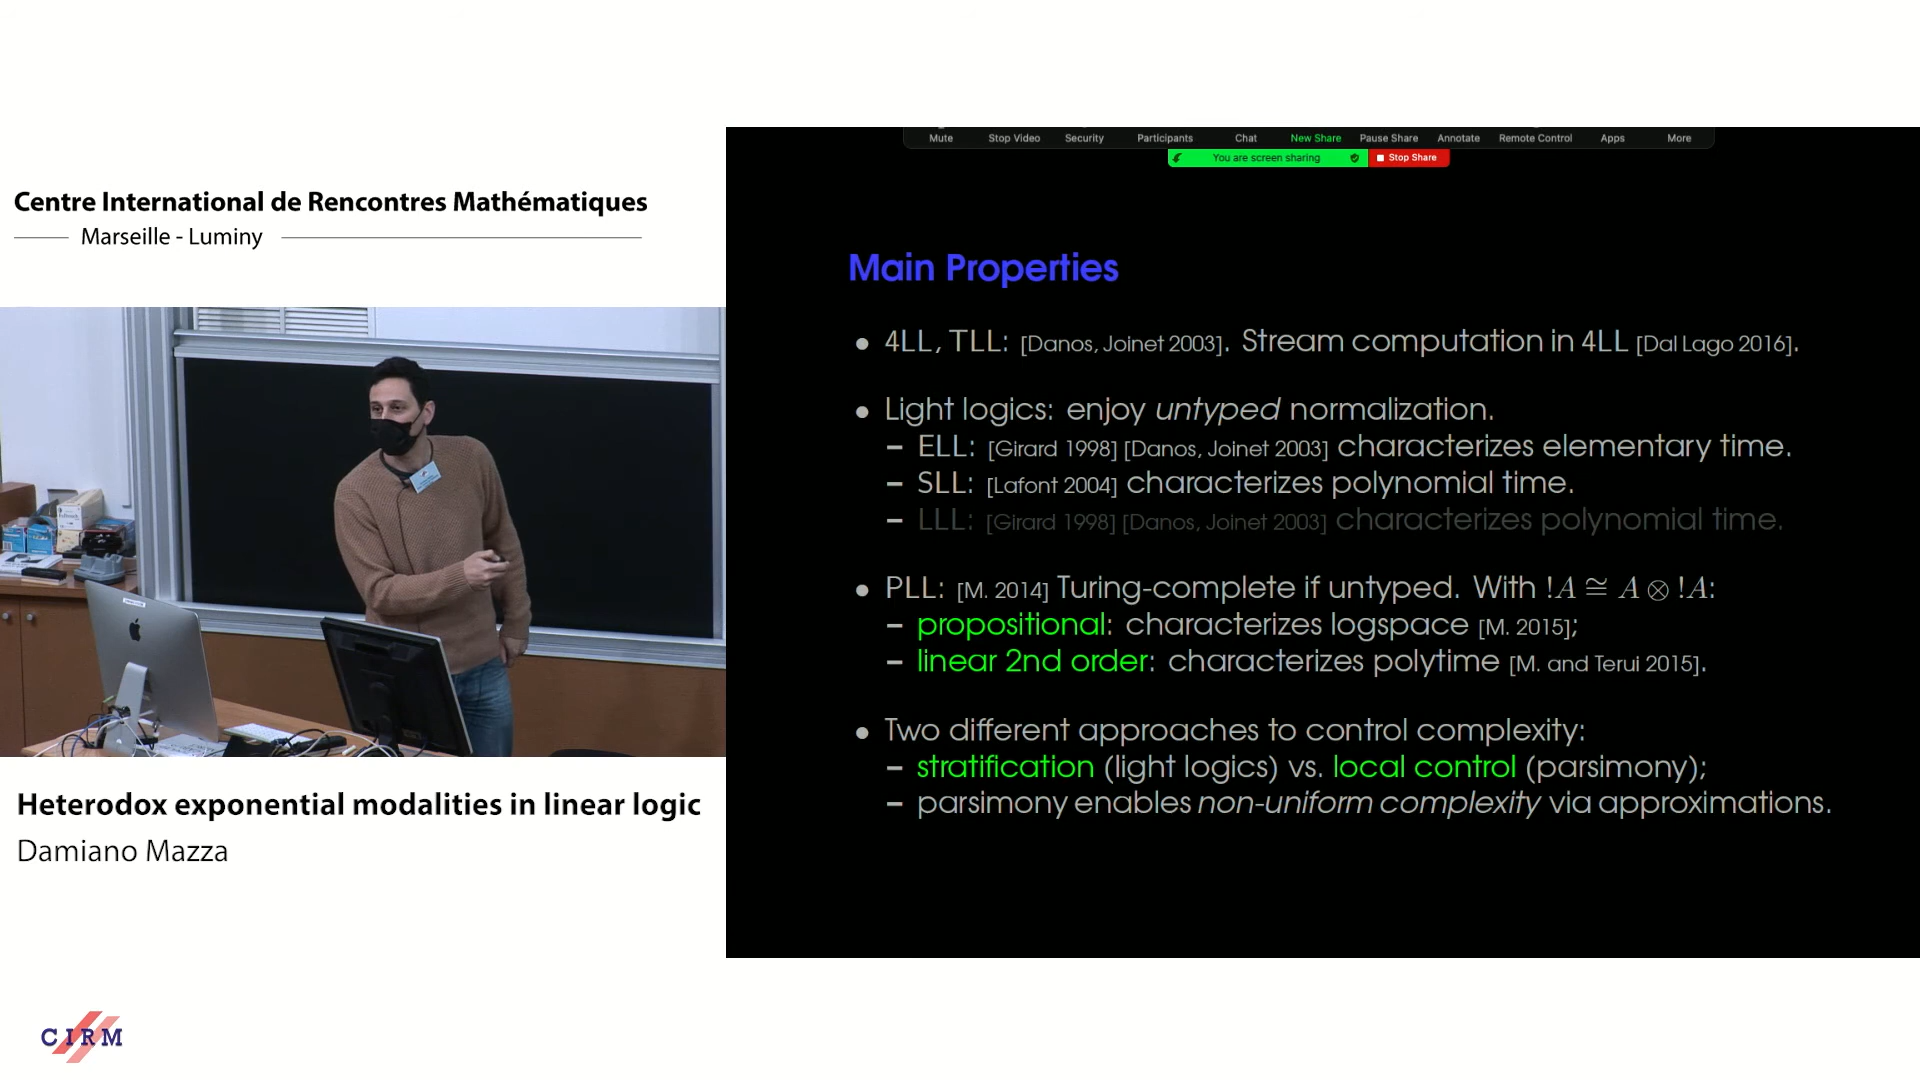 Centre International de Rencontres Mathématiques
Marseille - Luminy
Mute Stop Video Security Participants Chat New Share Pause Share Annotate Remote Control Apps More
You are screen sharing Stop Share
Main Properties
• 4LL, TLL: [Danos, Joinet 2003]. Stream computation in 4LL [Dal Lago 2016].
• Light logics: enjoy untyped normalization.
– ELL: [Girard 1998] [Danos, Joinet 2003] characterizes elementary time.
– SLL: [Lafont 2004] characterizes polynomial time.
– LLL: [Girard 1998] [Danos, Joinet 2003] characterizes polynomial time.
• PLL: [M. 2014] Turing-complete if untyped. With !A ≅ A ⊗ !A:
– propositional: characterizes logspace [M. 2015];
– linear 2nd order: characterizes polytime [M. and Terui 2015].
• Two different approaches to control complexity:
– stratification (light logics) vs. local control (parsimony);
– parsimony enables non-uniform complexity via approximations.
Heterodox exponential modalities in linear logic
Damiano Mazza
CIRM